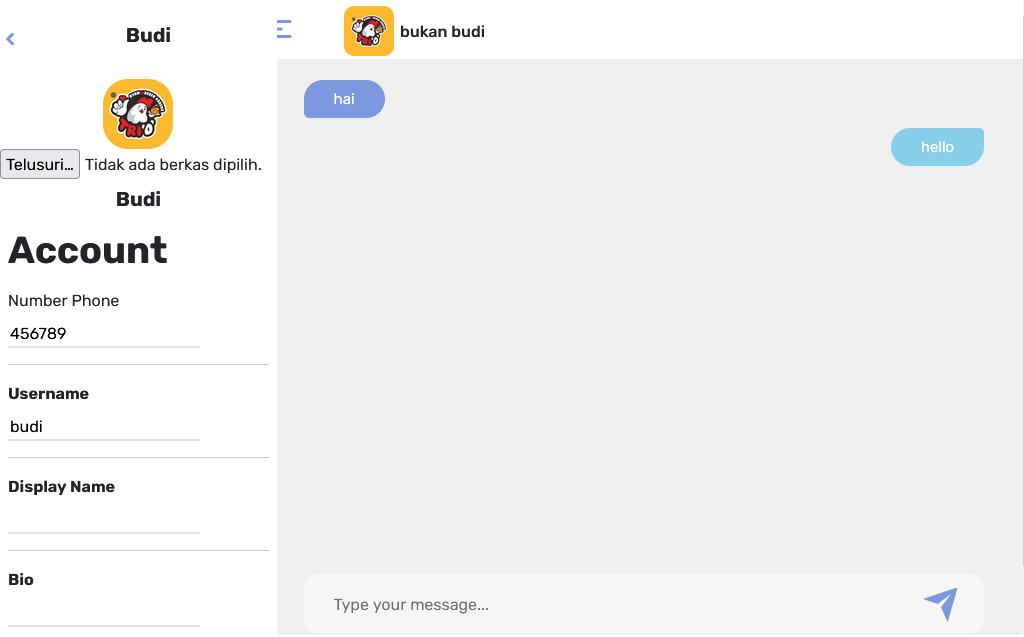 Budi
TRIO
Telusuri... Tidak ada berkas dipilih.
Budi
Account
Number Phone
456789
Username
budi
Display Name
Bio
bukan budi
hai
hello
Type your message...